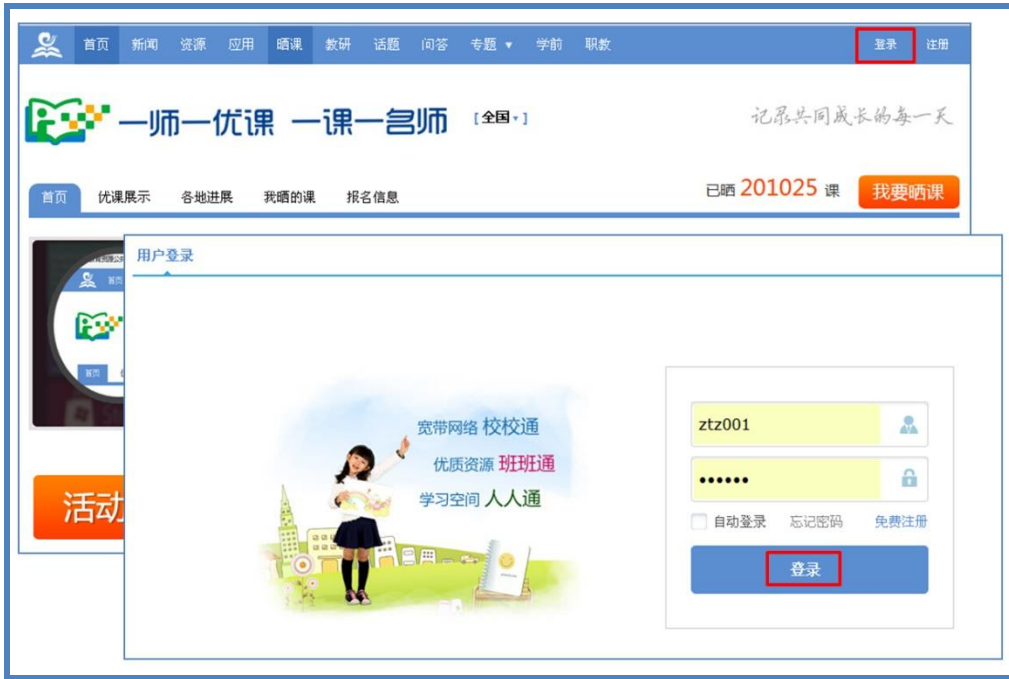 首页 新闻 资源 应用 晒课 教研 话题 问答 专题 ▼ 学前 职教 登录 注册
一师一优课 一课一名师 [全国▼] 记录共同成长的每一天
首页 优课展示 各地进展 我晒的课 报名信息 已晒 201025 课 我要晒课
用户登录
首页
首页
宽带网络 校校通
优质资源 班班通
学习空间 人人通
ztz001
••••••
自动登录 忘记密码 免费注册
登录
活动